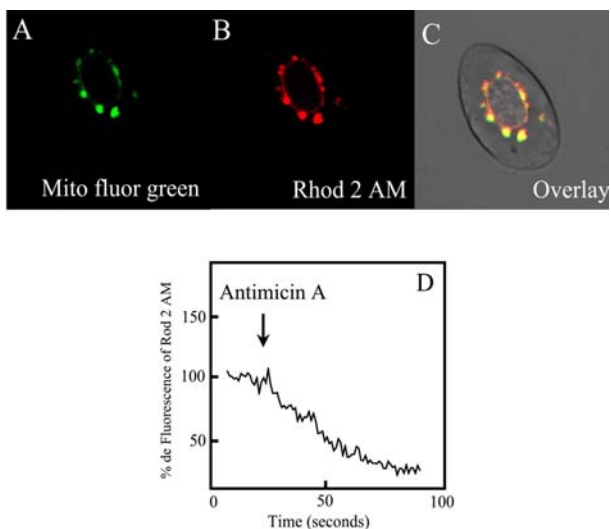 A
B
C
Mito fluor green
Rhod 2 AM
Overlay
D
Antimicin A
% de Fluorescence of Rod 2 AM
150
100
50
0
50
100
Time (seconds)